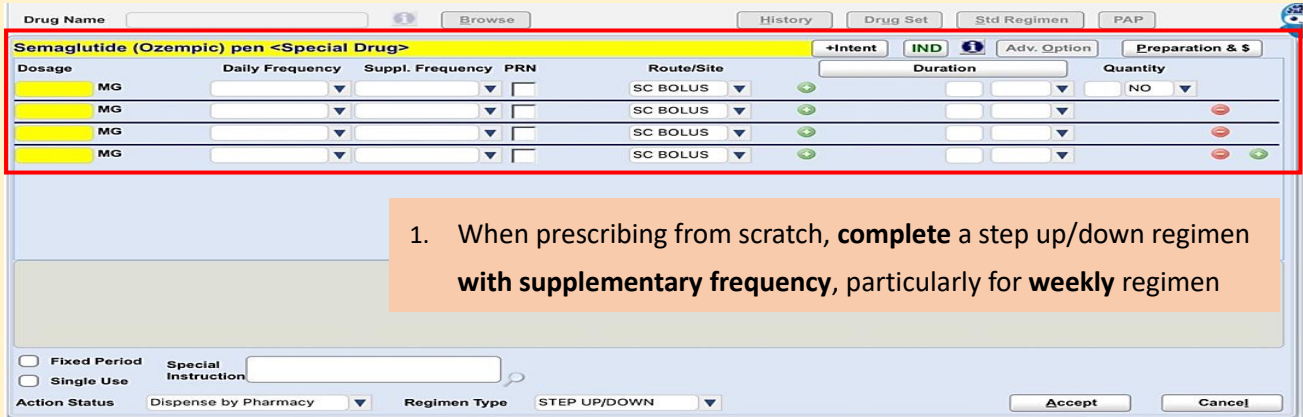 Drug Name Browse History Drug Set Std Regimen PAP
Semaglutide (Ozempic) pen <Special Drug> +Intent IND Adv. Option Preparation & $
Dosage Daily Frequency Suppl. Frequency PRN Route/Site Duration Quantity
MG SC BOLUS NO
MG SC BOLUS
MG SC BOLUS
MG SC BOLUS
1. When prescribing from scratch, complete a step up/down regimen
with supplementary frequency, particularly for weekly regimen
Fixed Period Special
Single Use Instruction
Action Status Dispense by Pharmacy Regimen Type STEP UP/DOWN Accept Cancel